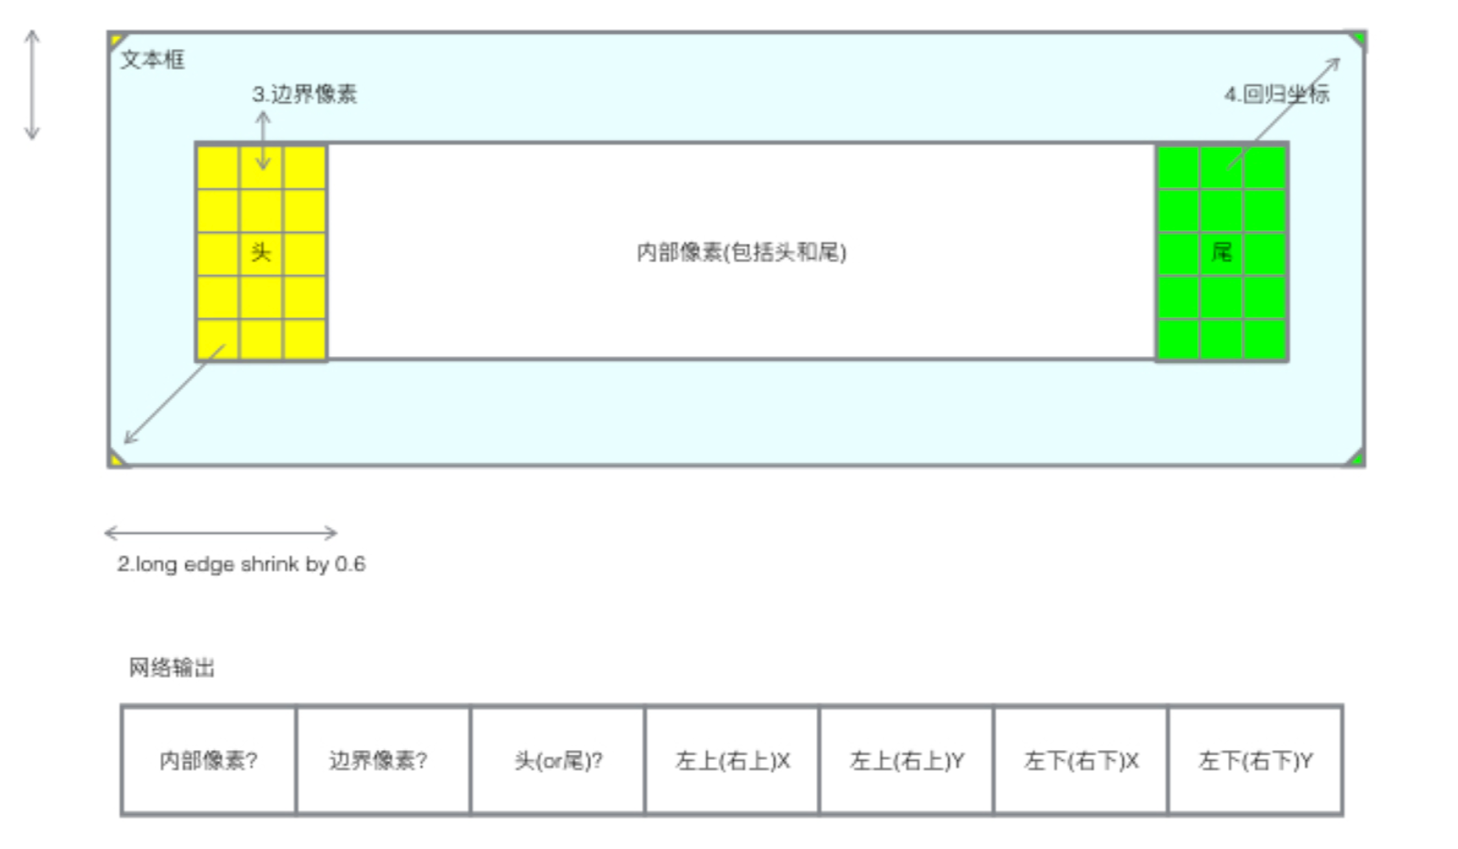 文本框
3.边界像素
4.回归坐标
头
内部像素(包括头和尾)
尾
2.long edge shrink by 0.6
网络输出
内部像素?
边界像素?
头(or尾)?
左上(右上)X
左上(右上)Y
左下(右下)X
左下(右下)Y